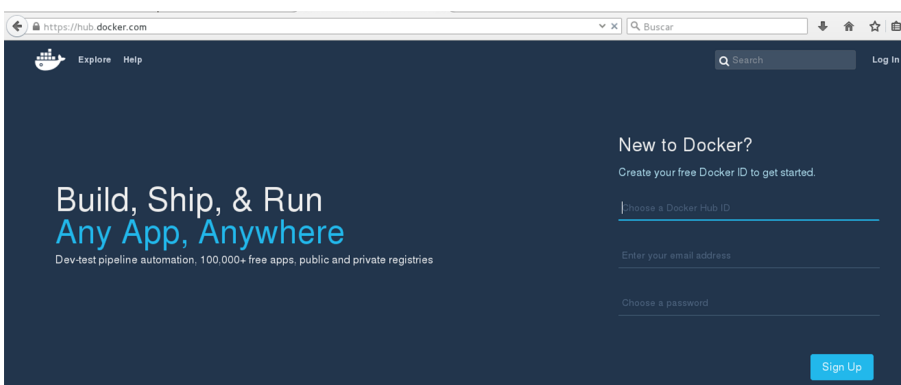 https://hub.docker.com
Buscar
Explore Help
Search
Log In
New to Docker?
Create your free Docker ID to get started.
Choose a Docker Hub ID
Build, Ship, & Run
Any App, Anywhere
Dev-test pipeline automation, 100,000+ free apps, public and private registries
Enter your email address
Choose a password
Sign Up